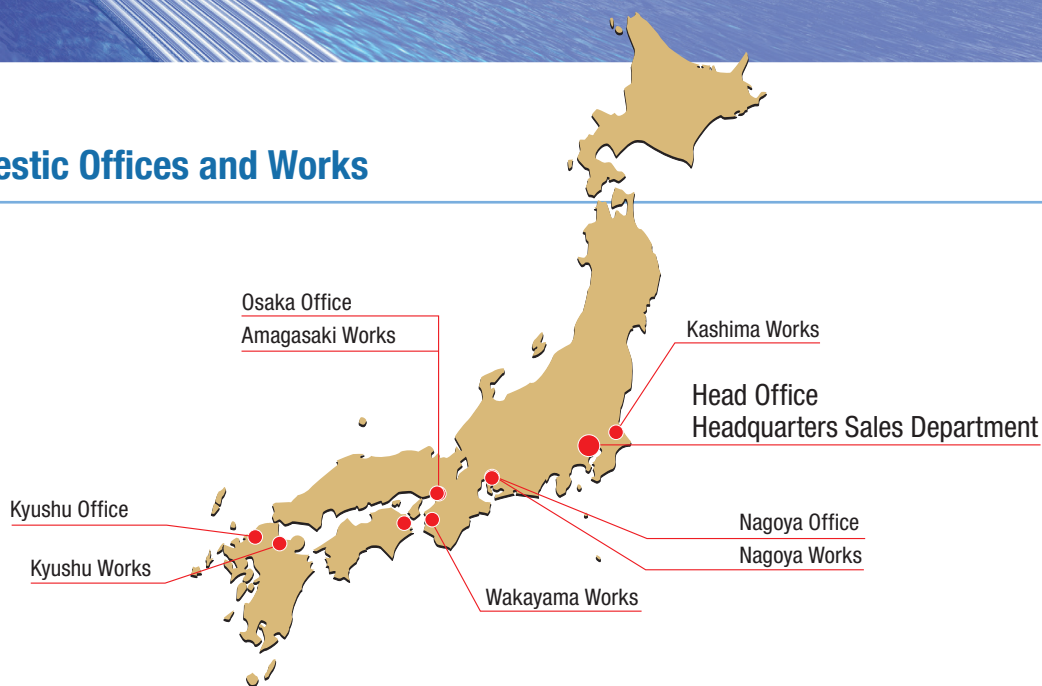 estic Offices and Works
Osaka Office
Amagasaki Works
Kashima Works
Head Office
Headquarters Sales Department
Kyushu Office
Kyushu Works
Nagoya Office
Nagoya Works
Wakayama Works